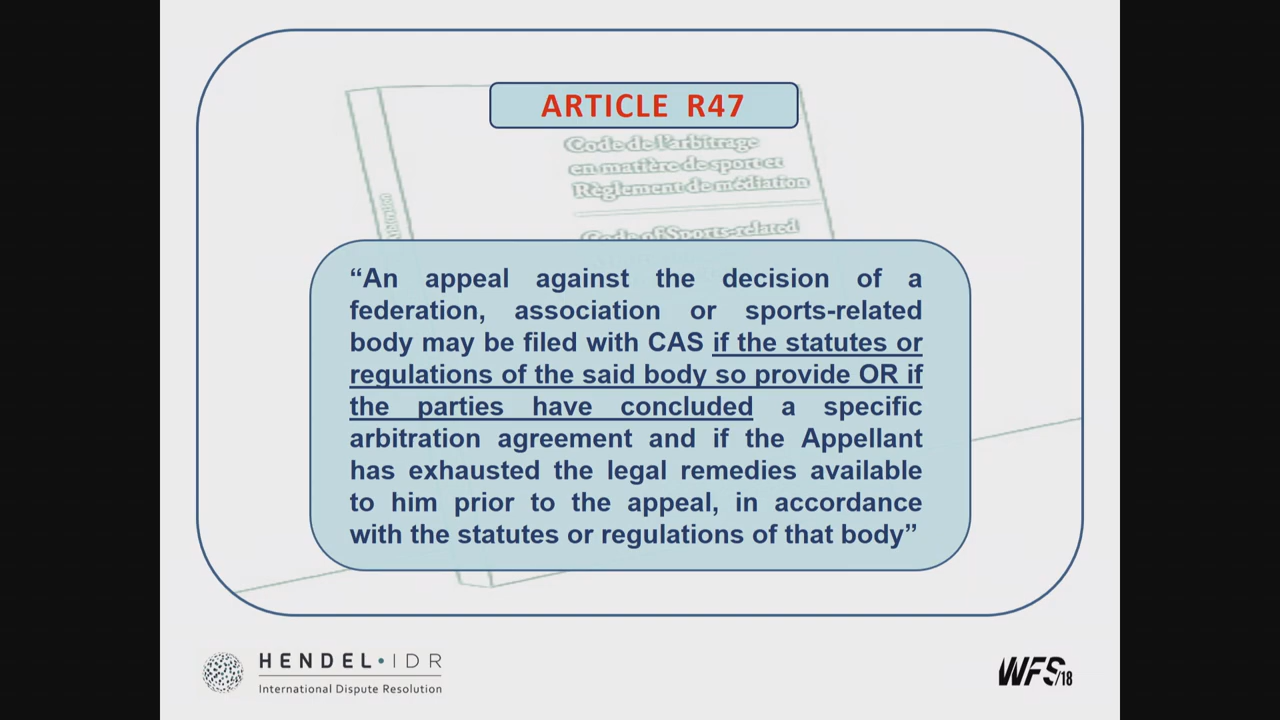 ARTICLE R47
Code de l'arbitrage
en matière de sport et
Règlement de médiation
Code of Sports-related
“An appeal against the decision of a
federation, association or sports-related
body may be filed with CAS if the statutes or
regulations of the said body so provide OR if
the parties have concluded a specific
arbitration agreement and if the Appellant
has exhausted the legal remedies available
to him prior to the appeal, in accordance
with the statutes or regulations of that body”
HENDEL•IDR
International Dispute Resolution
WFS/18